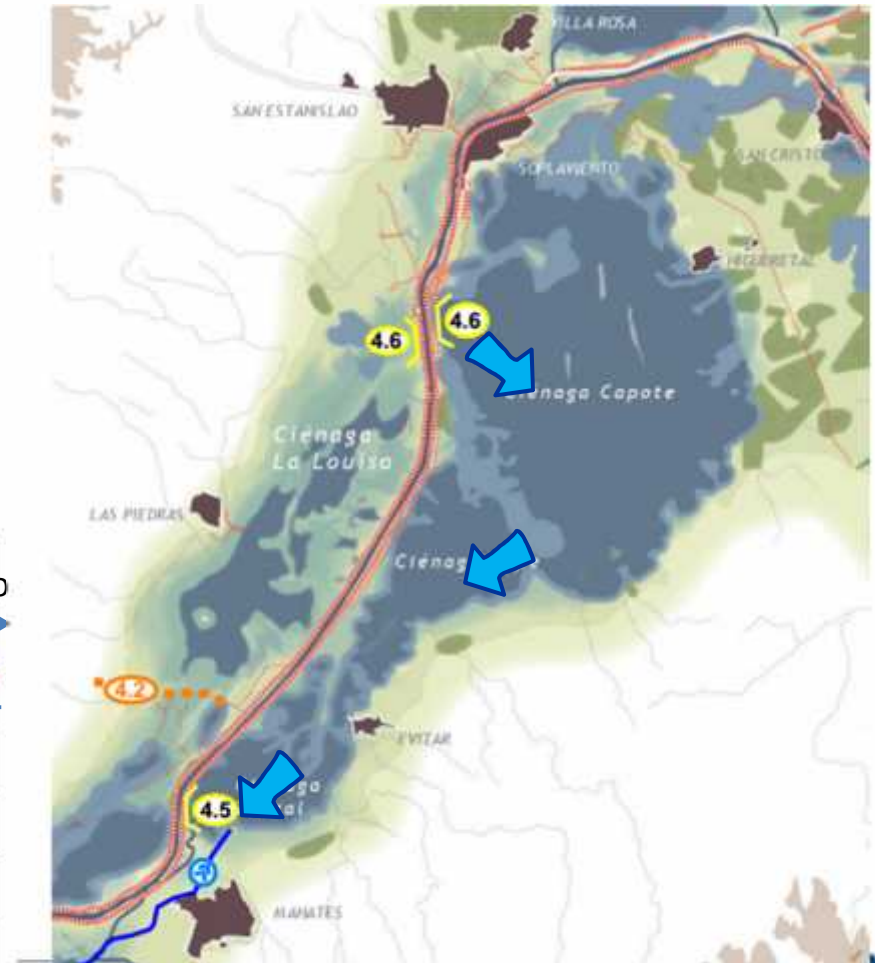 VILLA ROSA
SAN ESTANISLAO
SAN CRISTO
SOPLAVIENTO
HIGUERETAL
4.6
4.6
Ciénaga Capote
Ciénaga
La Louisa
LAS PIEDRAS
4.2
EVITAR
4.5
MAHATES